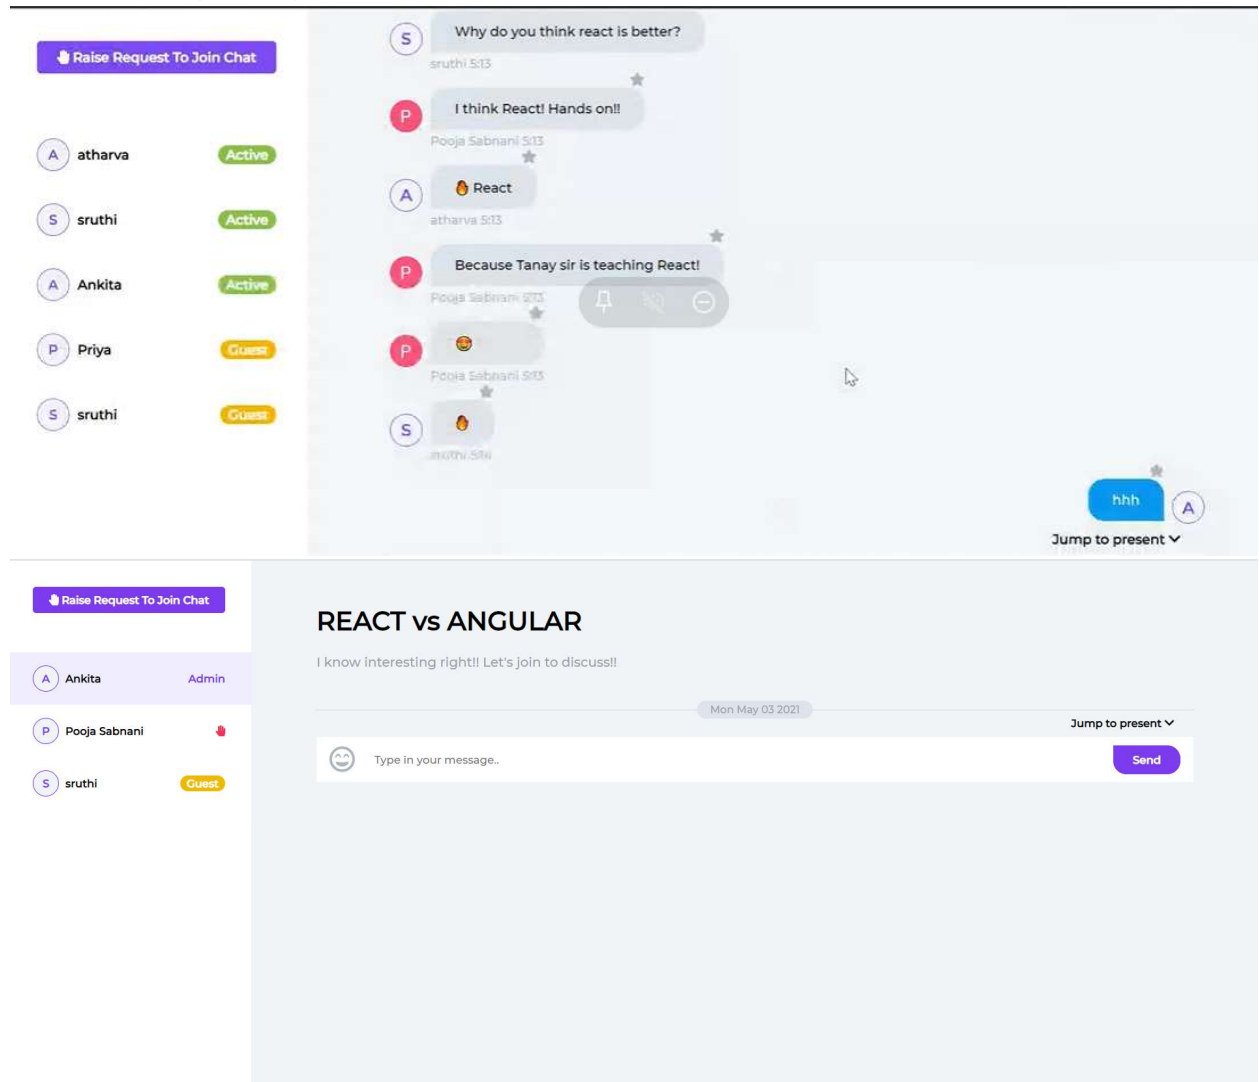 Raise Request To Join Chat
A atharva Active
S sruthi Active
A Ankita Active
P Priya Guest
S sruthi Guest
S Why do you think react is better?
sruthi 5:13
P I think React! Hands on!!
Pooja Sabnani 5:13
A 🔥 React
atharva 5:13
P Because Tanay sir is teaching React!
Pooja Sabnani 5:13
P 😍
Pooja Sabnani 5:13
S 🔥
sruthi
hhh A
Jump to present
Raise Request To Join Chat
A Ankita Admin
P Pooja Sabnani
S sruthi Guest
REACT vs ANGULAR
I know interesting right!! Let's join to discuss!!
Mon May 03 2021
Jump to present
Type in your message..
Send